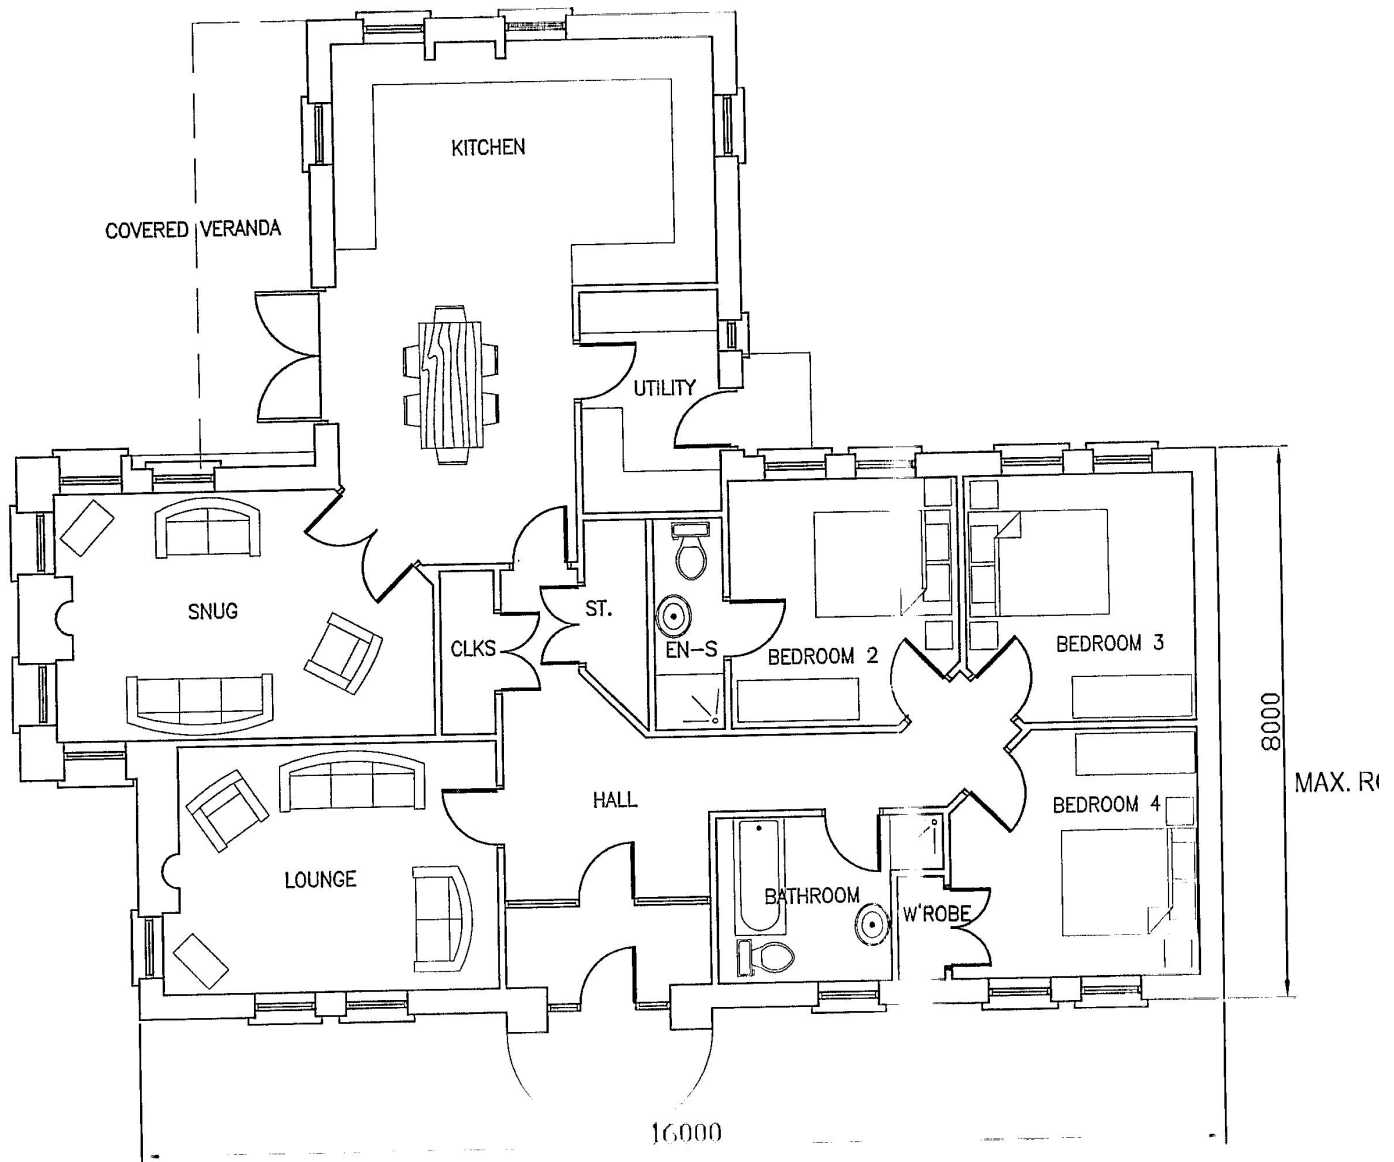 KITCHEN
COVERED VERANDA
UTILITY
SNUG
CLKS
ST.
EN-S
BEDROOM 2
BEDROOM 3
8000
MAX.
HALL
BEDROOM 4
LOUNGE
BATHROOM
W'ROBE
16000